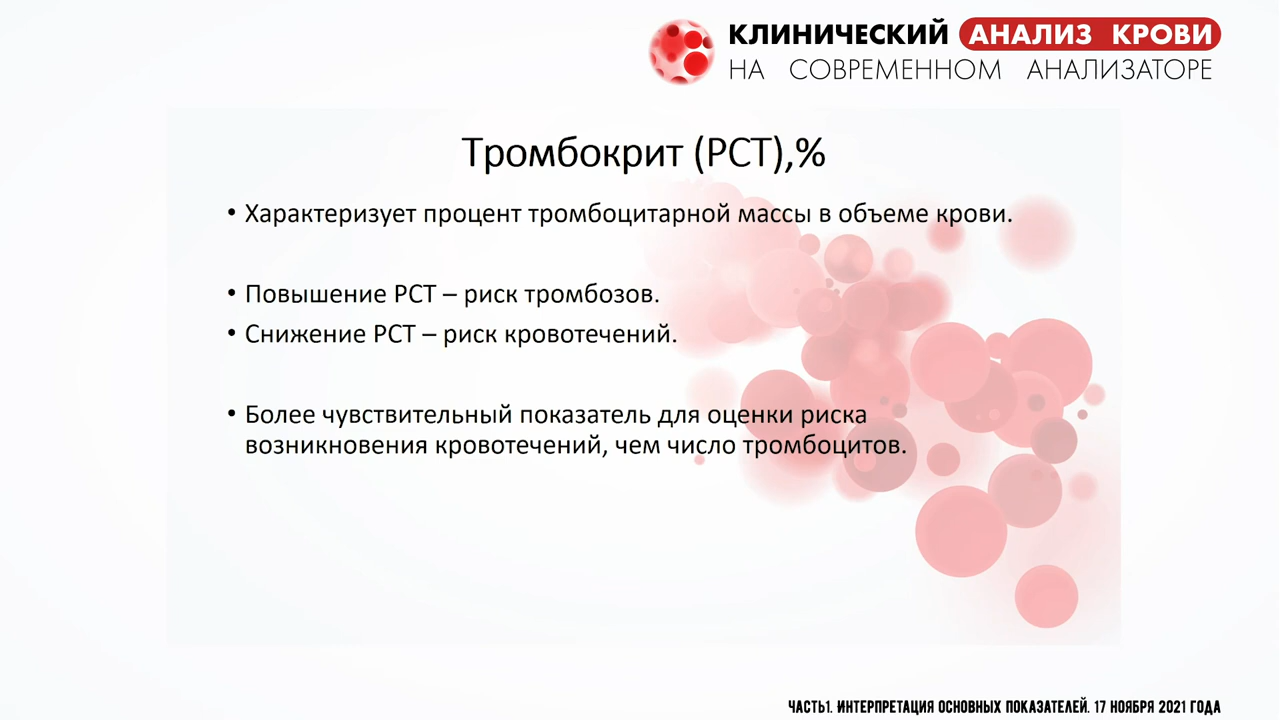 КЛИНИЧЕСКИЙ АНАЛИЗ КРОВИ
НА СОВРЕМЕННОМ АНАЛИЗАТОРЕ
Тромбокрит (PCT),%
• Характеризует процент тромбоцитарной массы в объеме крови.
• Повышение PCT – риск тромбозов.
• Снижение PCT – риск кровотечений.
• Более чувствительный показатель для оценки риска
возникновения кровотечений, чем число тромбоцитов.
ЧАСТЬ1. ИНТЕРПРЕТАЦИЯ ОСНОВНЫХ ПОКАЗАТЕЛЕЙ. 17 НОЯБРЯ 2021 ГОДА